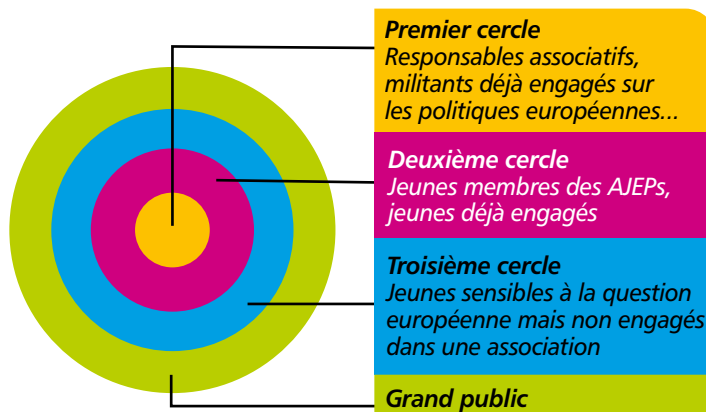 Premier cercle
Responsables associatifs,
militants déjà engagés sur
les politiques européennes...
Deuxième cercle
Jeunes membres des AJEPs,
jeunes déjà engagés
Troisième cercle
Jeunes sensibles à la question
européenne mais non engagés
dans une association
Grand public